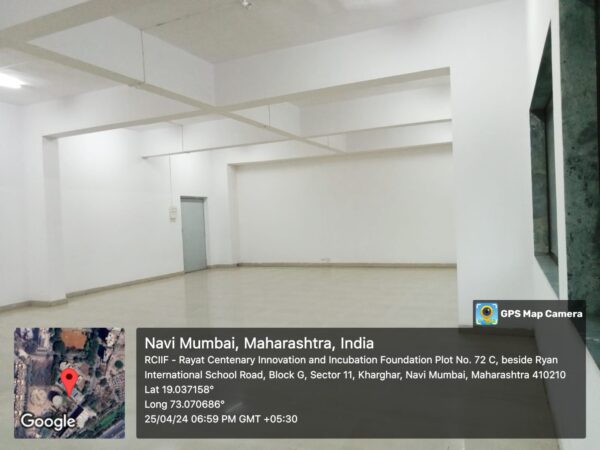 GPS Map Camera
Navi Mumbai, Maharashtra, India
RCIIF - Rayat Centenary Innovation and Incubation Foundation Plot No. 72 C, beside Ryan
International School Road, Block G, Sector 11, Kharghar, Navi Mumbai, Maharashtra 410210
Lat 19.037158°
Long 73.070686°
25/04/24 06:59 PM GMT +05:30
Google